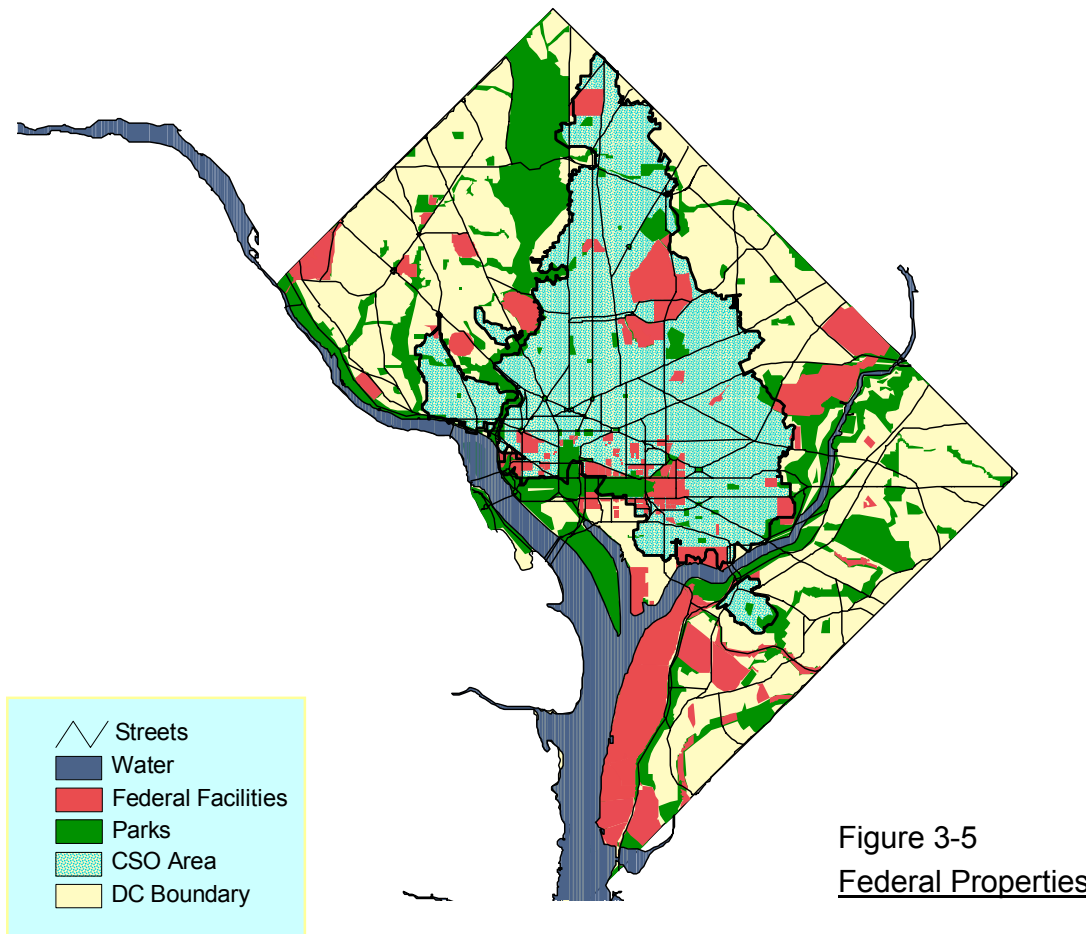 Streets
Water
Federal Facilities
Parks
CSO Area
DC Boundary
Figure 3-5
Federal Properties